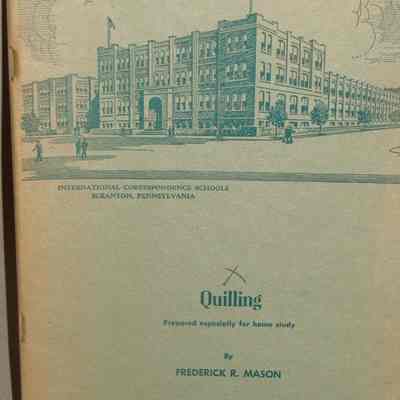 INTERNATIONAL CORRESPONDENCE SCHOOLS
SCRANTON, PENNSYLVANIA
Quilling
Prepared especially for home study
By
FREDERICK R. MASON